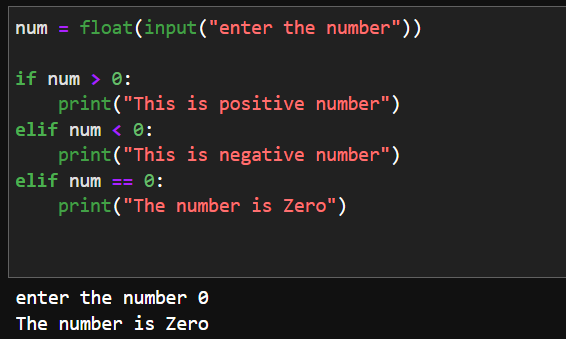 num = float(input("enter the number"))
if num > 0:
    print("This is positive number")
elif num < 0:
    print("This is negative number")
elif num == 0:
    print("The number is Zero")
enter the number 0
The number is Zero